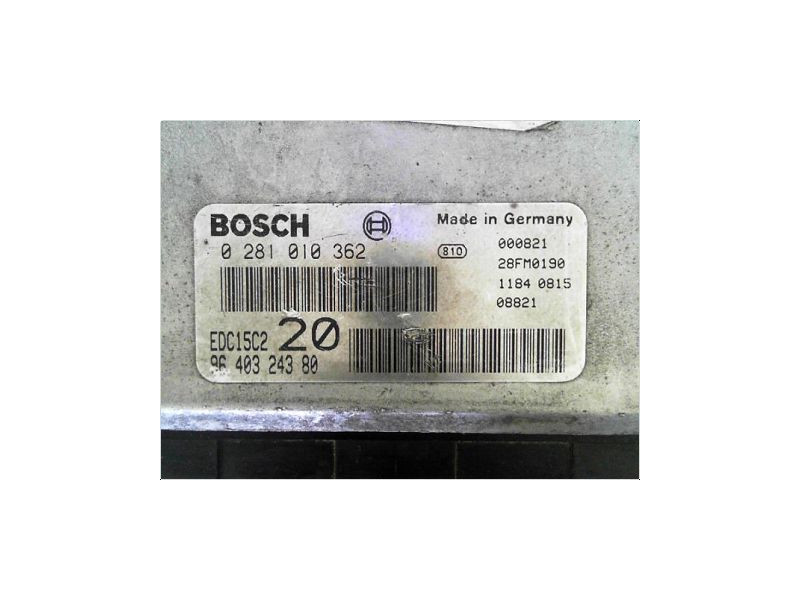 BOSCH
Made in Germany
0 281 010 362
810
000821
28FM0190
1184 0815
08821
EDC15C2 20
96 403 243 80